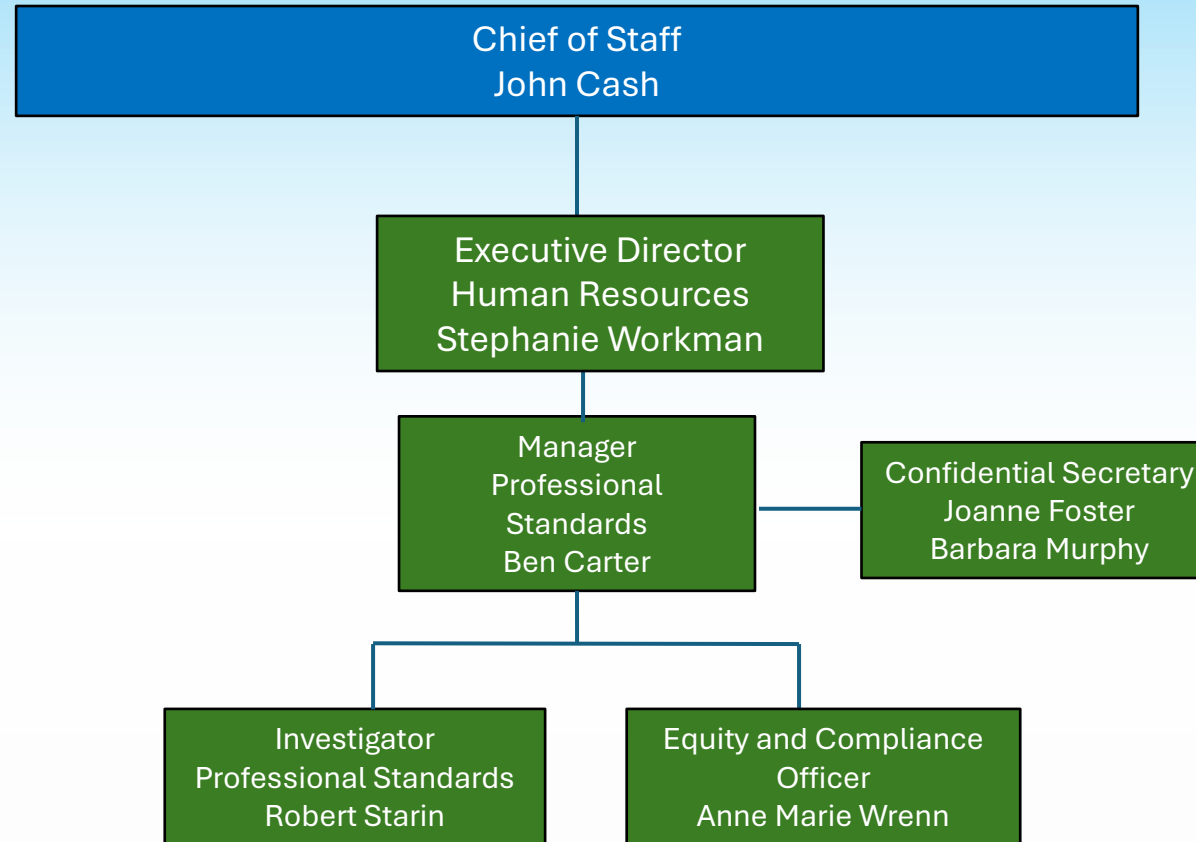 Chief of Staff
John Cash
Executive Director
Human Resources
Stephanie Workman
Manager
Professional
Standards
Ben Carter
Confidential Secretary
Joanne Foster
Barbara Murphy
Investigator
Professional Standards
Robert Starin
Equity and Compliance
Officer
Anne Marie Wrenn